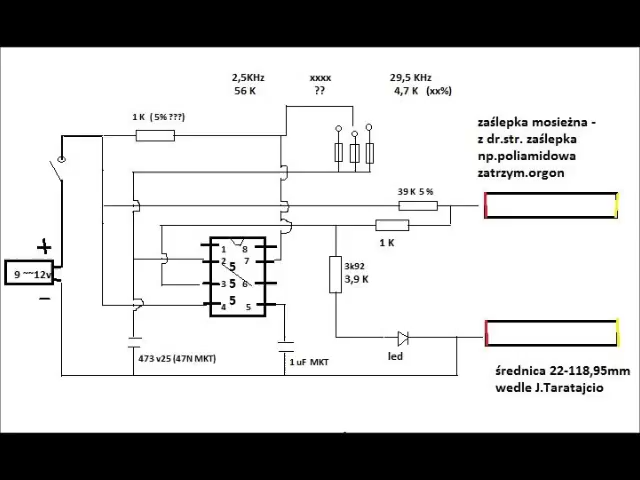 2,5KHz xxxx 29,5 KHz
56 K ?? 4,7 K (xx%)
1 K ( 5% ???)
zaślepka mosiężna -
z dr.str. zaślepka
np.poliamidowa
zatrzym.orgon
39 K 5 %
1 K
+
9 ~~12v
–
1 8
2 5 7
3 5 6
4 5 5
3k92
3,9 K
led
473 v25 (47N MKT)
1 uF MKT
średnica 22-118,95mm
wedle J.Taratajcio